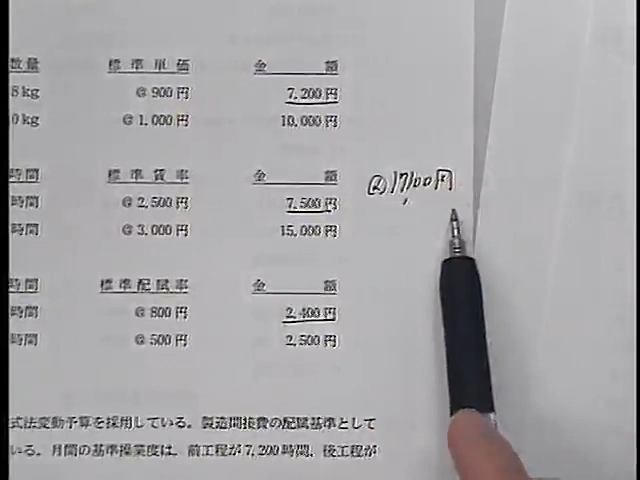 数量 標準単価 金額
8kg @900円 7,200円
0kg @1,000円 10,000円
時間 標準賃率 金額
時間 @2,500円 7,500円
時間 @3,000円 15,000円
@17,100円
時間 標準配賦率 金額
時間 @800円 2,400円
時間 @500円 2,500円
式法変動予算を採用している。製造間接費の配賦基準として
いる。月間の基準操業度は、前工程が7,200時間、後工程が